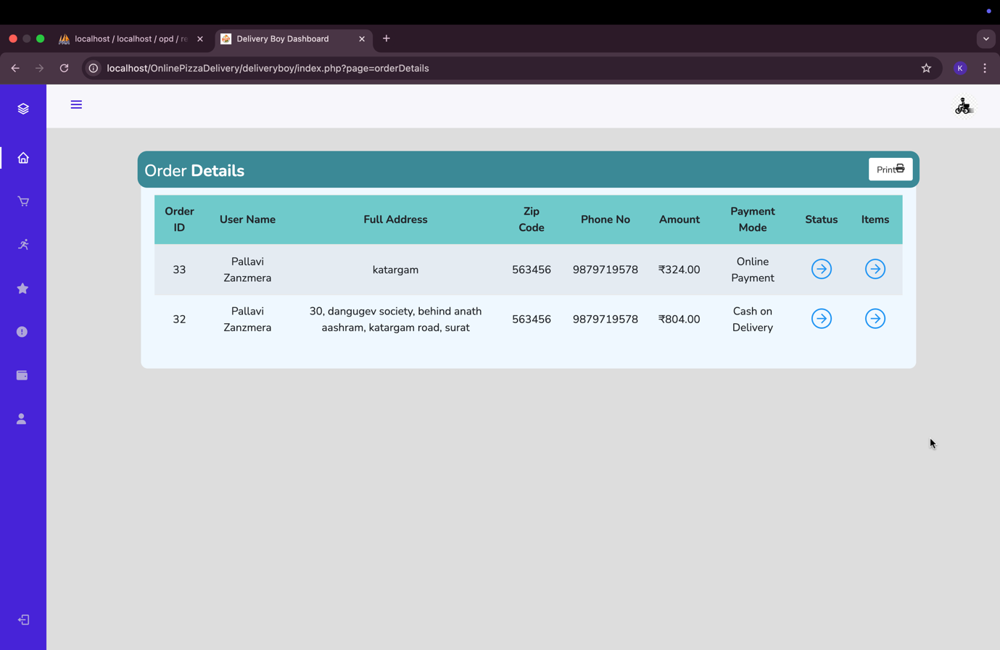 localhost / localhost / opd / re
Delivery Boy Dashboard
localhost/OnlinePizzaDelivery/deliveryboy/index.php?page=orderDetails
K
Order Details
Print
Order ID
User Name
Full Address
Zip Code
Phone No
Amount
Payment Mode
Status
Items
33
Pallavi
Zanzmera
katargam
563456
9879719578
₹324.00
Online
Payment
32
Pallavi
Zanzmera
30, dangugev society, behind anath
aashram, katargam road, surat
563456
9879719578
₹804.00
Cash on
Delivery